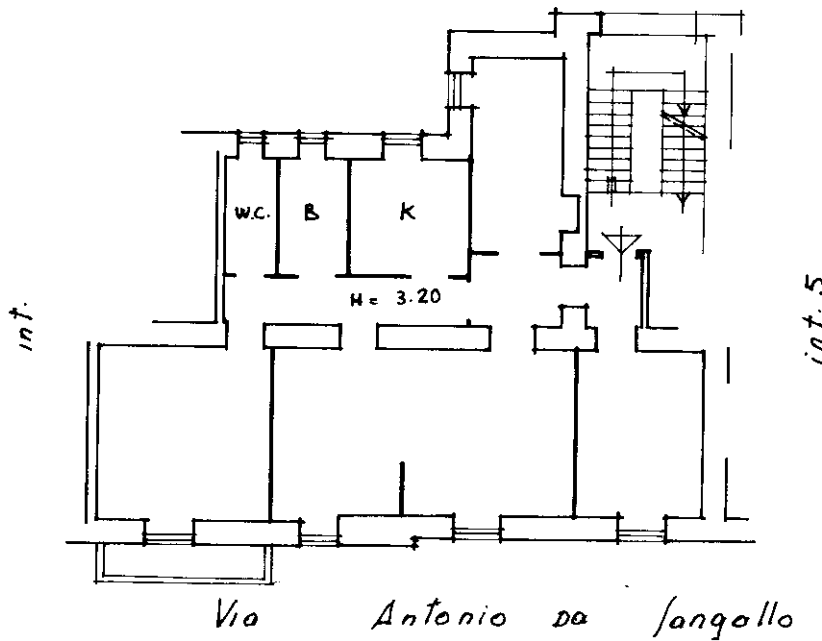 W.C. B K
H = 3.20
int.
int. 5
Via Antonio Da Sangallo